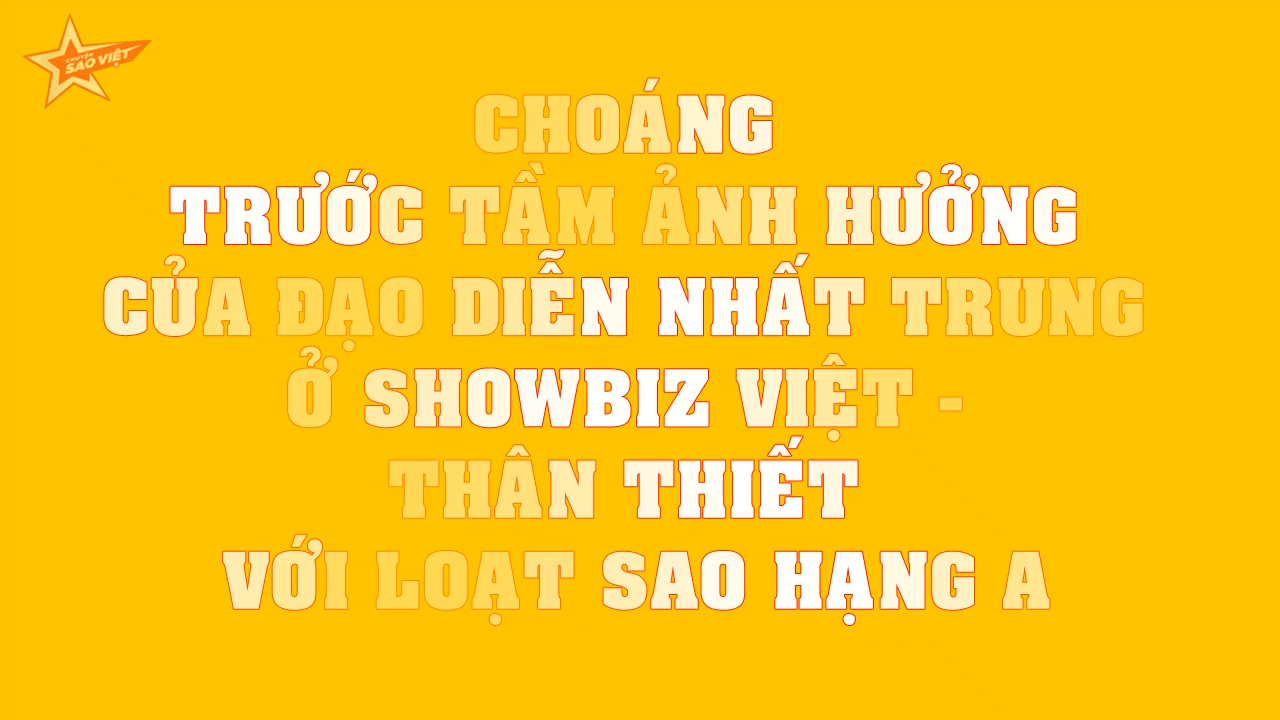 CHUYỆN
SAO VIỆT
CHOÁNG
TRƯỚC TẦM ẢNH HƯỞNG
CỦA ĐẠO DIỄN NHẤT TRUNG
Ở SHOWBIZ VIỆT -
THÂN THIẾT
VỚI LOẠT SAO HẠNG A